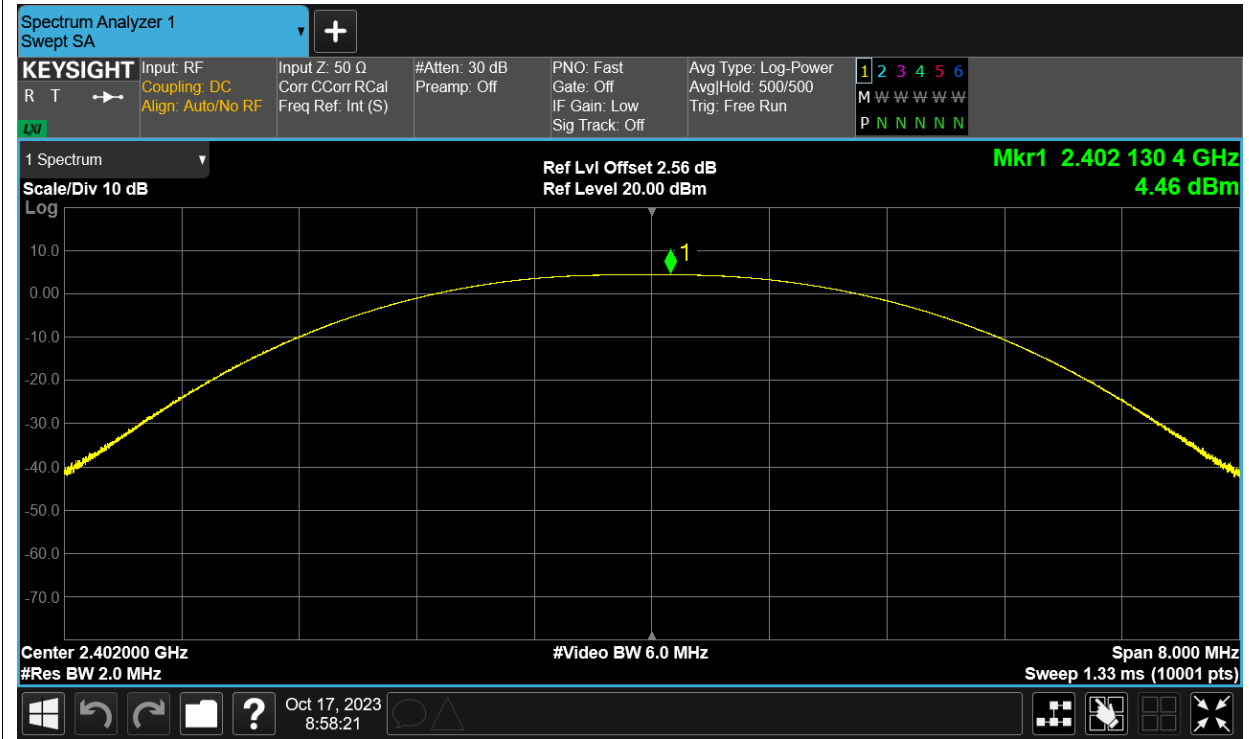 Spectrum Analyzer 1
Swept SA
KEYSIGHT
R T
LXI
Input: RF
Coupling: DC
Align: Auto/No RF
Input Z: 50 Ω
Corr CCorr RCal
Freq Ref: Int (S)
#Atten: 30 dB
Preamp: Off
PNO: Fast
Gate: Off
IF Gain: Low
Sig Track: Off
Avg Type: Log-Power
Avg|Hold: 500/500
Trig: Free Run
1 2 3 4 5 6
M W W W W W W
P N N N N N N
1 Spectrum
Scale/Div 10 dB
Log
Ref Lvl Offset 2.56 dB
Ref Level 20.00 dBm
Mkr1 2.402 130 4 GHz
4.46 dBm
1
10.0
0.00
-10.0
-20.0
-30.0
-40.0
-50.0
-60.0
-70.0
Center 2.402000 GHz
#Video BW 6.0 MHz
Span 8.000 MHz
#Res BW 2.0 MHz
Sweep 1.33 ms (10001 pts)
?
Oct 17, 2023
8:58:21